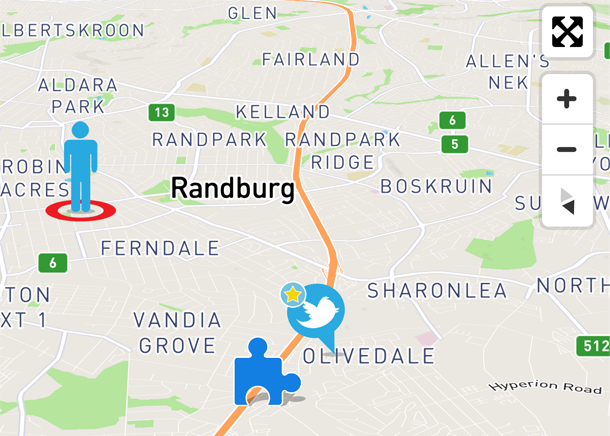 GLEN
LBERTSKROON
FAIRLAND
ALLEN'S
NEK
ALDARA
PARK
13
KELLAND
6
RANDPARK
RANDPARK
RIDGE
5
ROBIN
ACRES
Randburg
BOSKRUIN
SU
W
FERNDALE
6
TON
XT 1
SHARONLEA
NORTH
VANDIA
GROVE
OLIVEDALE
512
Hyperion Road